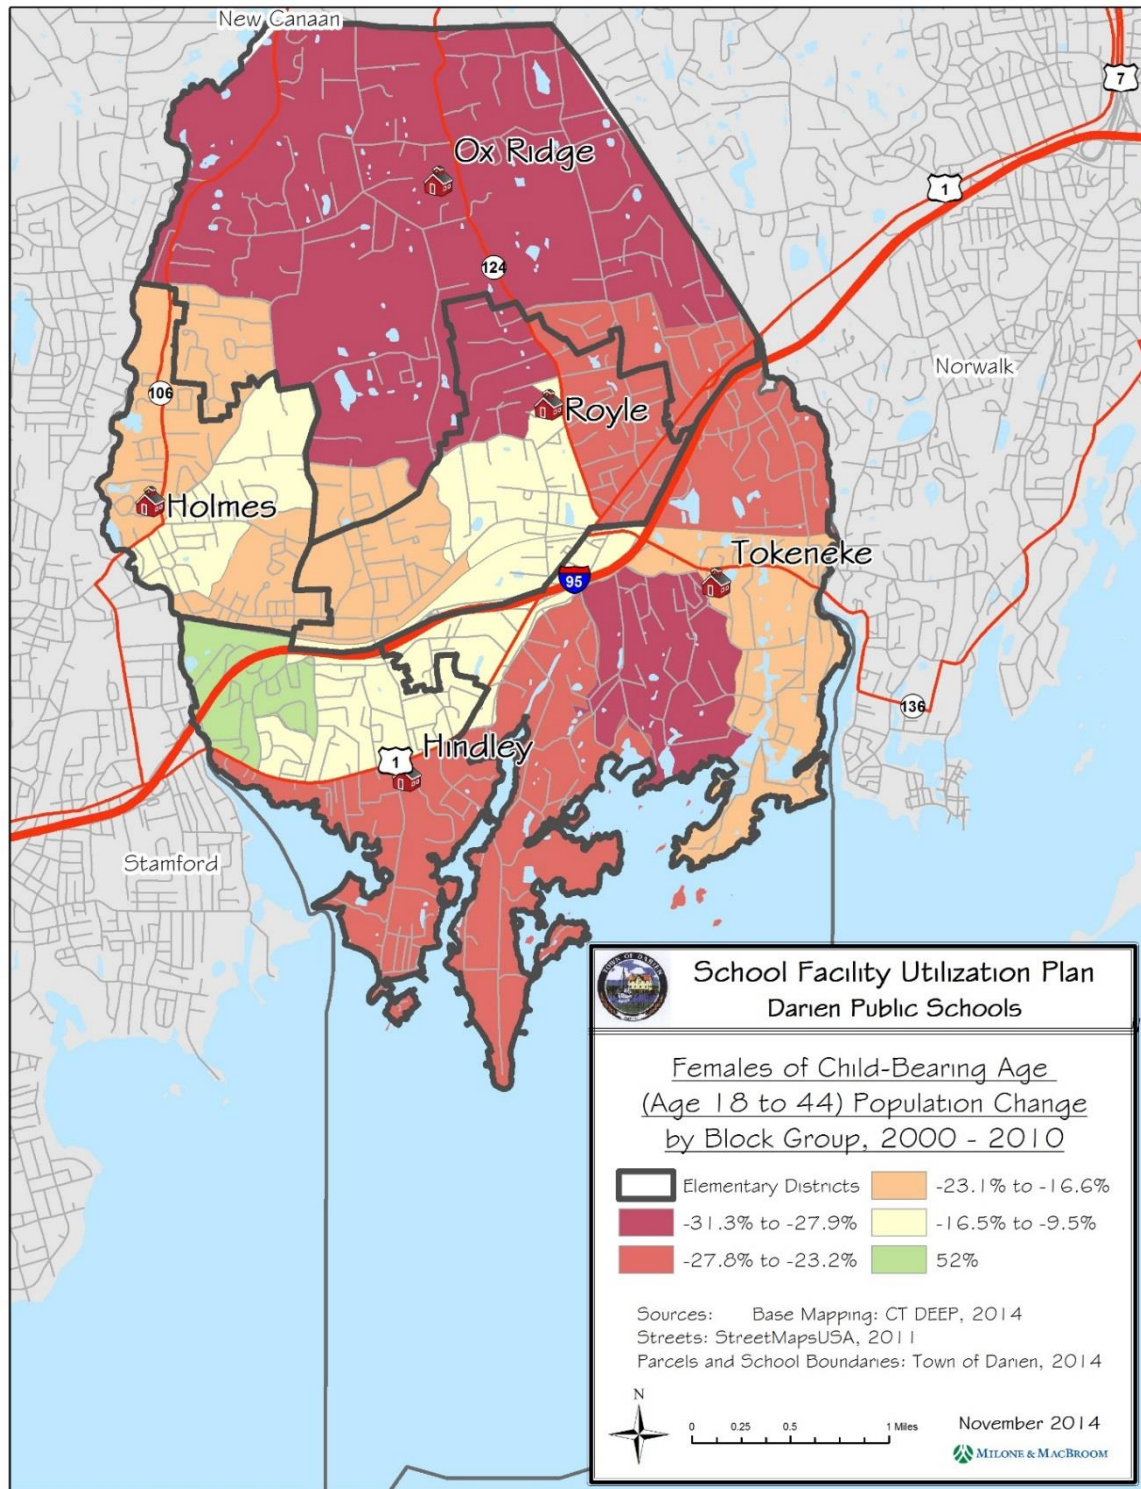 New Canaan
7
Ox Ridge
1
124
Norwalk
106
Royle
Holmes
Tokeneke
95
136
Hindley
1
Stamford
TOWN OF DARIEN
School Facility Utilization Plan
Darien Public Schools
Females of Child-Bearing Age
(Age 18 to 44) Population Change
by Block Group, 2000 - 2010
Elementary Districts
-23.1% to -16.6%
-31.3% to -27.9%
-16.5% to -9.5%
-27.8% to -23.2%
52%
Sources: Base Mapping: CT DEEP, 2014
Streets: StreetMapsUSA, 2011
Parcels and School Boundaries: Town of Darien, 2014
N
0 0.25 0.5 1 Miles
November 2014
MILONE & MACBROOM